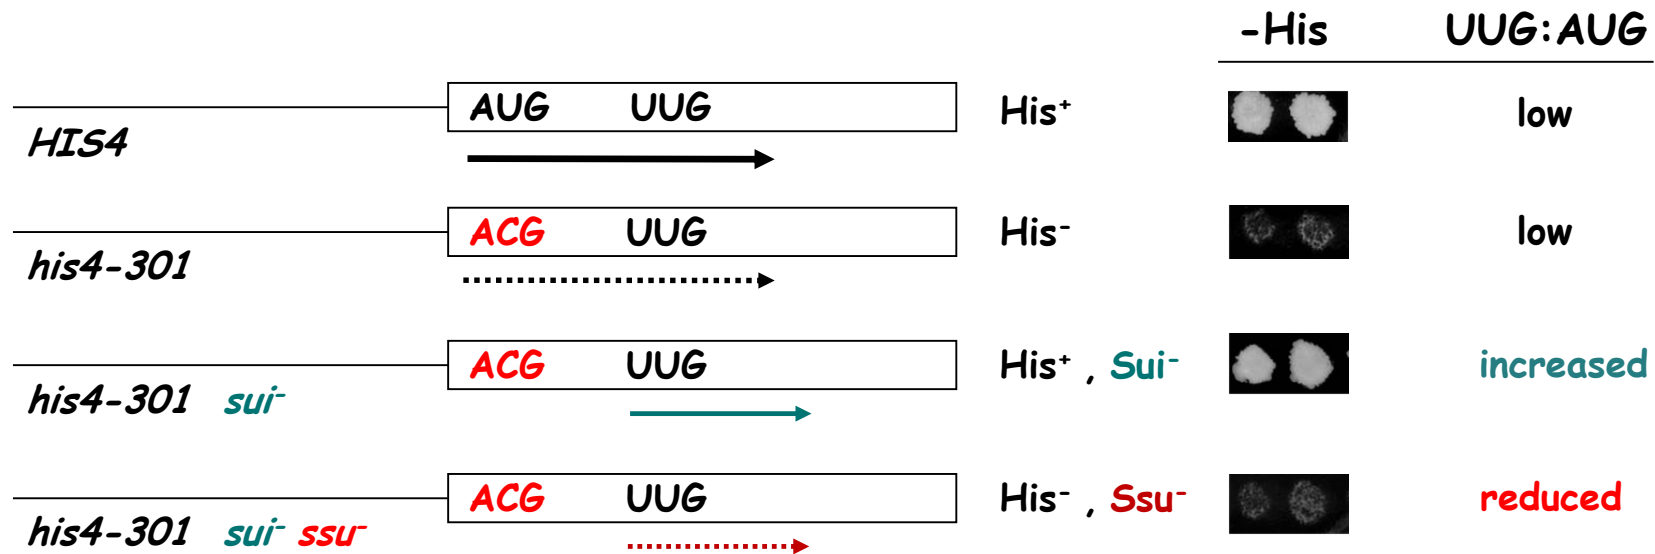 -His UUG:AUG
AUG UUG His⁺ low
HIS4
ACG UUG His⁻ low
his4-301
ACG UUG His⁺ , Sui⁻ increased
his4-301 sui⁻
ACG UUG His⁻ , Ssu⁻ reduced
his4-301 sui⁻ ssu⁻